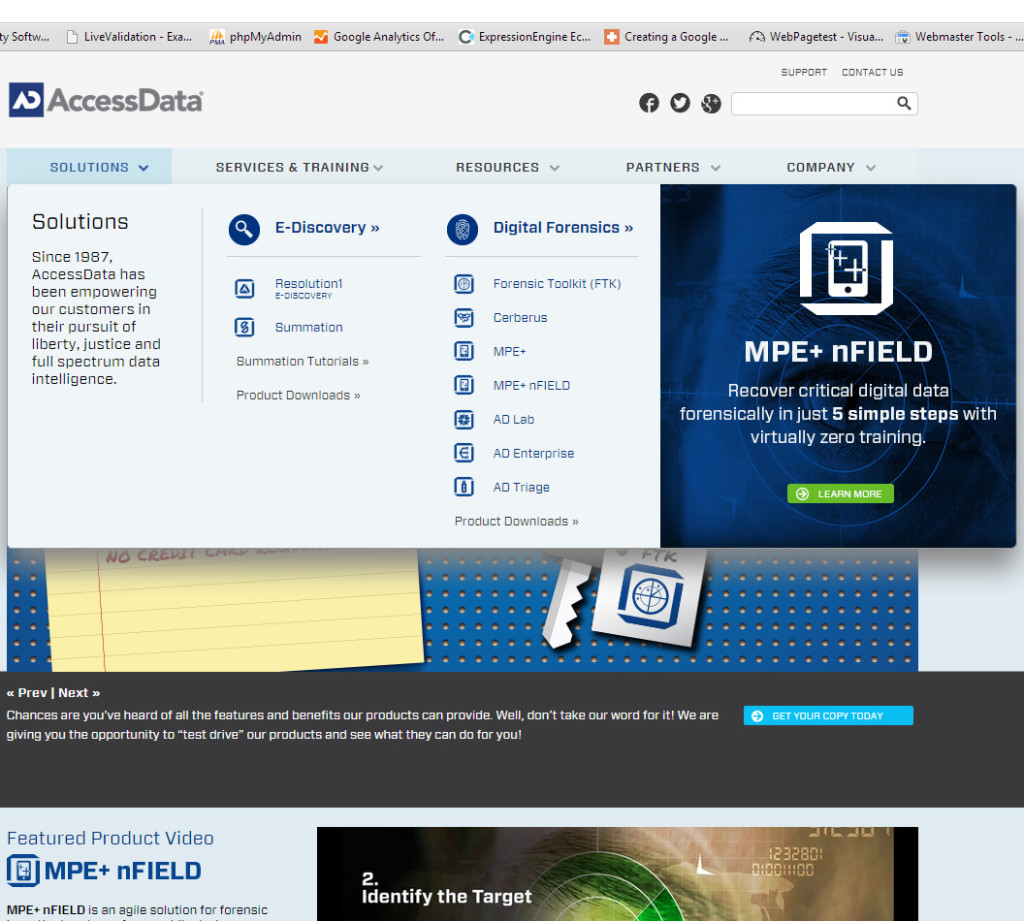 ty Softw...
LiveValidation - Exa...
phpMyAdmin
Google Analytics Of...
ExpressionEngine Ec...
Creating a Google ...
WebPagetest - Visua...
Webmaster Tools - ...
SUPPORT
CONTACT US
AccessData
SOLUTIONS
SERVICES & TRAINING
RESOURCES
PARTNERS
COMPANY
Solutions
Since 1987,
AccessData has
been empowering
our customers in
their pursuit of
liberty, justice and
full spectrum data
intelligence.
E-Discovery »
Resolution1
E-DISCOVERY
Summation
Summation Tutorials »
Product Downloads »
Digital Forensics »
Forensic Toolkit (FTK)
Cerberus
MPE+
MPE+ nFIELD
AD Lab
AD Enterprise
AD Triage
Product Downloads »
MPE+ nFIELD
Recover critical digital data
forensically in just 5 simple steps with
virtually zero training.
LEARN MORE
NO CREDIT CARD
FTK
« Prev | Next »
Chances are you've heard of all the features and benefits our products can provide. Well, don't take our word for it! We are
giving you the opportunity to “test drive” our products and see what they can do for you!
GET YOUR COPY TODAY
Featured Product Video
MPE+ nFIELD
MPE+ nFIELD is an agile solution for forensic
2.
Identify the Target
1232801
01001100